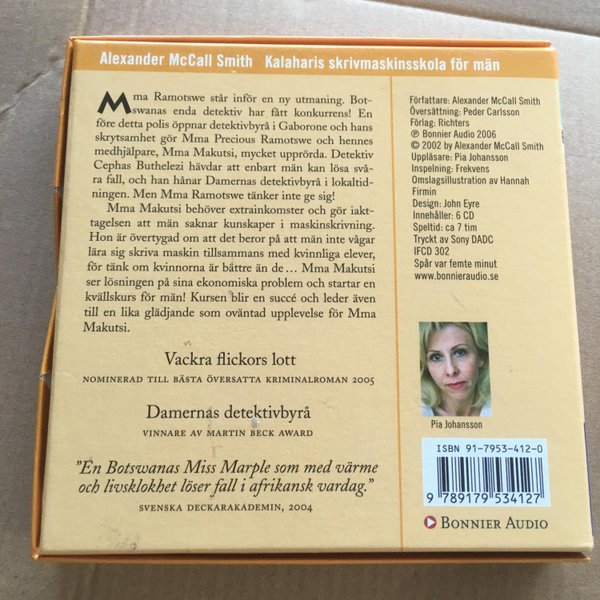 Alexander McCall Smith Kalaharis skrivmaskinsskola för män
Mma Ramotswe står inför en ny utmaning. Bot-
swanas enda detektiv har fått konkurrens! En
före detta polis öppnar detektivbyrå i Gaborone och hans
skrytsamhet gör Mma Precious Ramotswe och hennes
medhjälpare, Mma Makutsi, mycket upprörda. Detektiv
Cephas Buthelezi hävdar att enbart män kan lösa svå-
ra fall, och han hånar Damernas detektivbyrå i lokaltid-
ningen. Men Mma Ramotswe tänker inte ge sig!
Mma Makutsi behöver extrainkomster och gör iakt-
tagelsen att män saknar kunskaper i maskinskrivning.
Hon är övertygad om att det beror på att män inte vågar
lära sig skriva maskin tillsammans med kvinnliga elever,
för tänk om kvinnorna är bättre än de... Mma Makutsi
ser lösningen på sina ekonomiska problem och startar en
kvällskurs för män! Kursen blir en succé och leder även
till en lika glädjande som oväntad upplevelse för Mma
Makutsi.
Vackra flickors lott
NOMINERAD TILL BÄSTA ÖVERSATTA KRIMINALROMAN 2005
Damernas detektivbyrå
VINNARE AV MARTIN BECK AWARD
"En Botswanas Miss Marple som med värme
och livsklokhet löser fall i afrikansk vardag."
SVENSKA DECKARAKADEMIN, 2004
Författare: Alexander McCall Smith
Översättning: Peder Carlsson
Förlag: Richters
℗ Bonnier Audio 2006
© 2002 by Alexander McCall Smith
Uppläsare: Pia Johansson
Inspelning: Frekvens
Omslagsillustration av Hannah
Firmin
Design: John Eyre
Innehåller: 6 CD
Speltid: ca 7 tim
Tryckt av Sony DADC
IFCD 302
Spår var femte minut
www.bonnieraudio.se
Pia Johansson
ISBN 91-7953-412-0
9 789179 534127
BONNIER AUDIO